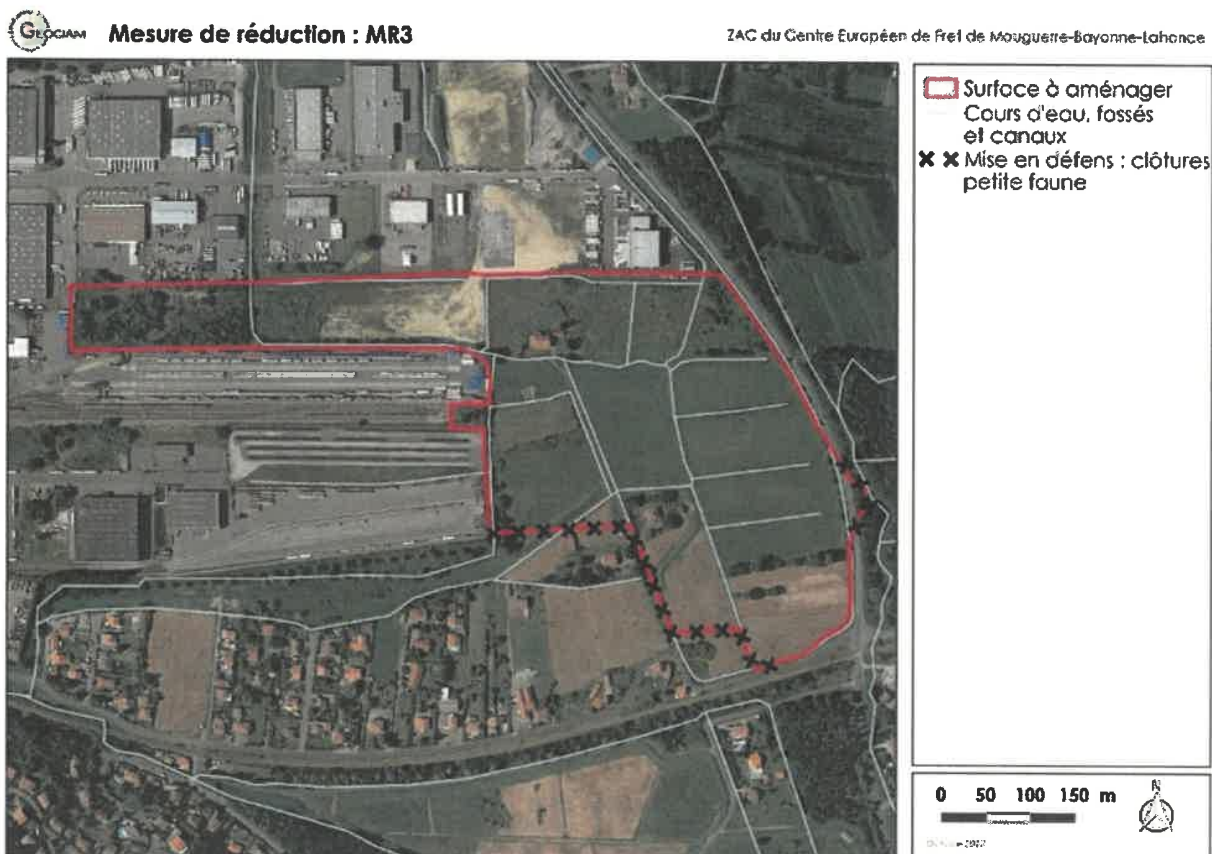 GEOCIAM
Mesure de réduction : MR3
ZAC du Centre Européen de Fret de Mouguerre-Bayonne-Lahonce
Surface à aménager
Cours d'eau, fossés
et canaux
Mise en défens : clôtures
petite faune
0 50 100 150 m
N